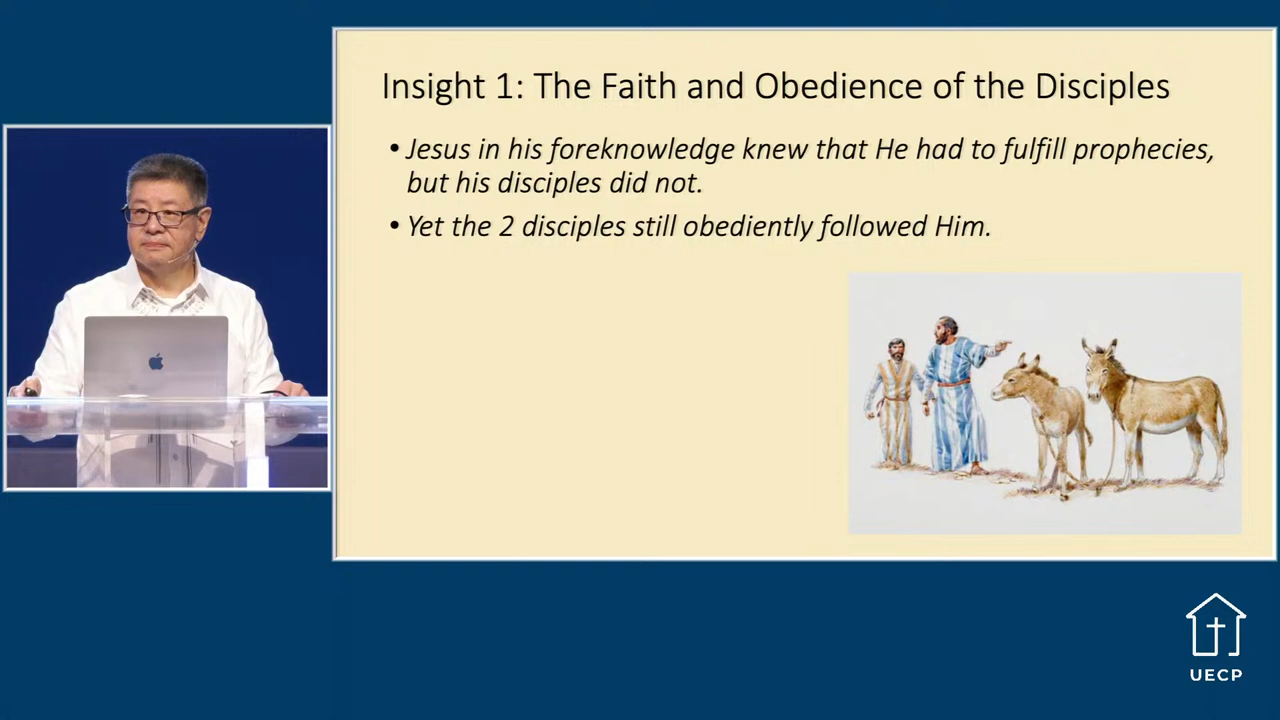 Insight 1: The Faith and Obedience of the Disciples
• Jesus in his foreknowledge knew that He had to fulfill prophecies,
but his disciples did not.
• Yet the 2 disciples still obediently followed Him.
UECP